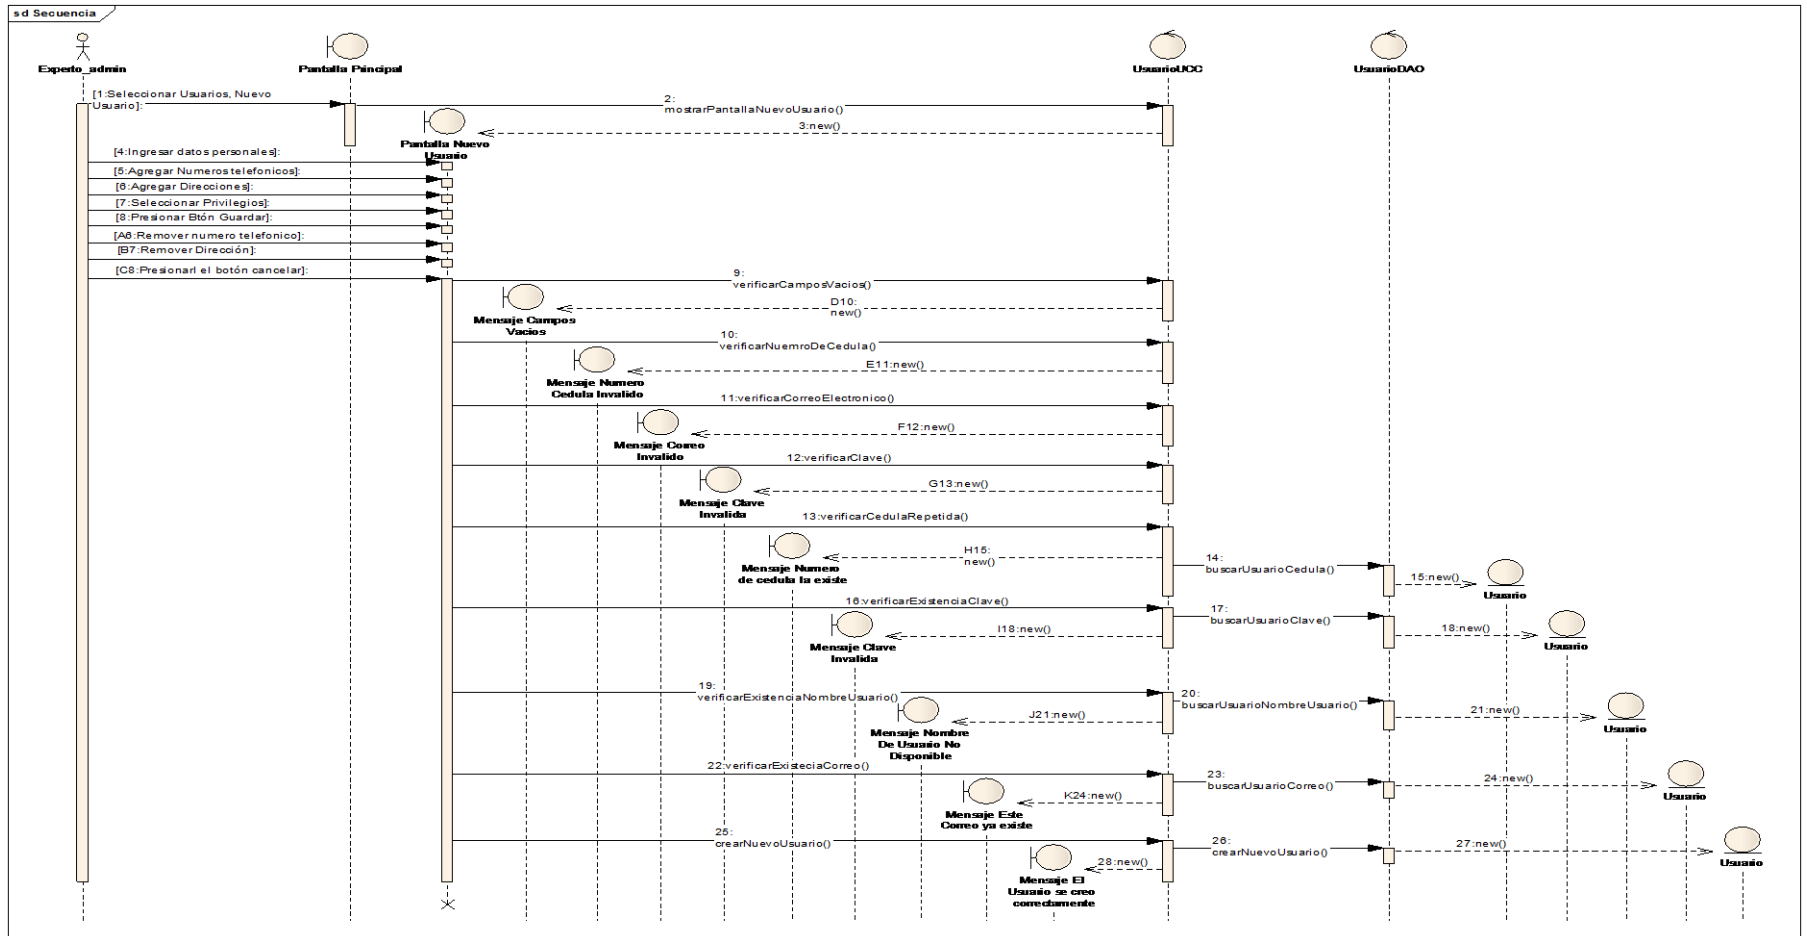 sd Secuencia
Experto_admin
Pantalla Principal
UsuarioUCC
UsuarioDAO
[1:Seleccionar Usuarios, Nuevo
Usuario]:
2:
mostrarPantallaNuevoUsuario()
3:new()
Pantalla Nuevo
Usuario
[4:Ingresar datos personales]:
[5:Agregar Numeros telefonicos]:
[6:Agregar Direcciones]:
[7:Seleccionar Privilegios]:
[8:Presionar Btón Guardar]:
[A6:Remover numero telefonico]:
[B7:Remover Dirección]:
[C8:Presionarl el botón cancelar]:
9:
verificarCamposVacios()
D10:
new()
Mensaje Campos
Vacios
10:
verificarNuemroDeCedula()
E11:new()
Mensaje Numero
Cedula Invalido
11:verificarCorreoElectronico()
F12:new()
Mensaje Correo
Invalido
12:verificarClave()
G13:new()
Mensaje Clave
Invalida
13:verificarCedulaRepetida()
H15:
new()
Mensaje Numero
de cedula la existe
14:
buscarUsuarioCedula()
15:new()
Usuario
16:verificarExistenciaClave()
I18:new()
Mensaje Clave
Invalida
17:
buscarUsuarioClave()
18:new()
Usuario
19:
verificarExistenciaNombreUsuario()
J21:new()
Mensaje Nombre
De Usuario No
Disponible
20:
buscarUsuarioNombreUsuario()
21:new()
Usuario
22:verificarExisteciaCorreo()
K24:new()
Mensaje Este
Correo ya existe
23:
buscarUsuarioCorreo()
24:new()
Usuario
25:
crearNuevoUsuario()
28:new()
Mensaje El
Usuario se creo
correctamente
26:
crearNuevoUsuario()
27:new()
Usuario